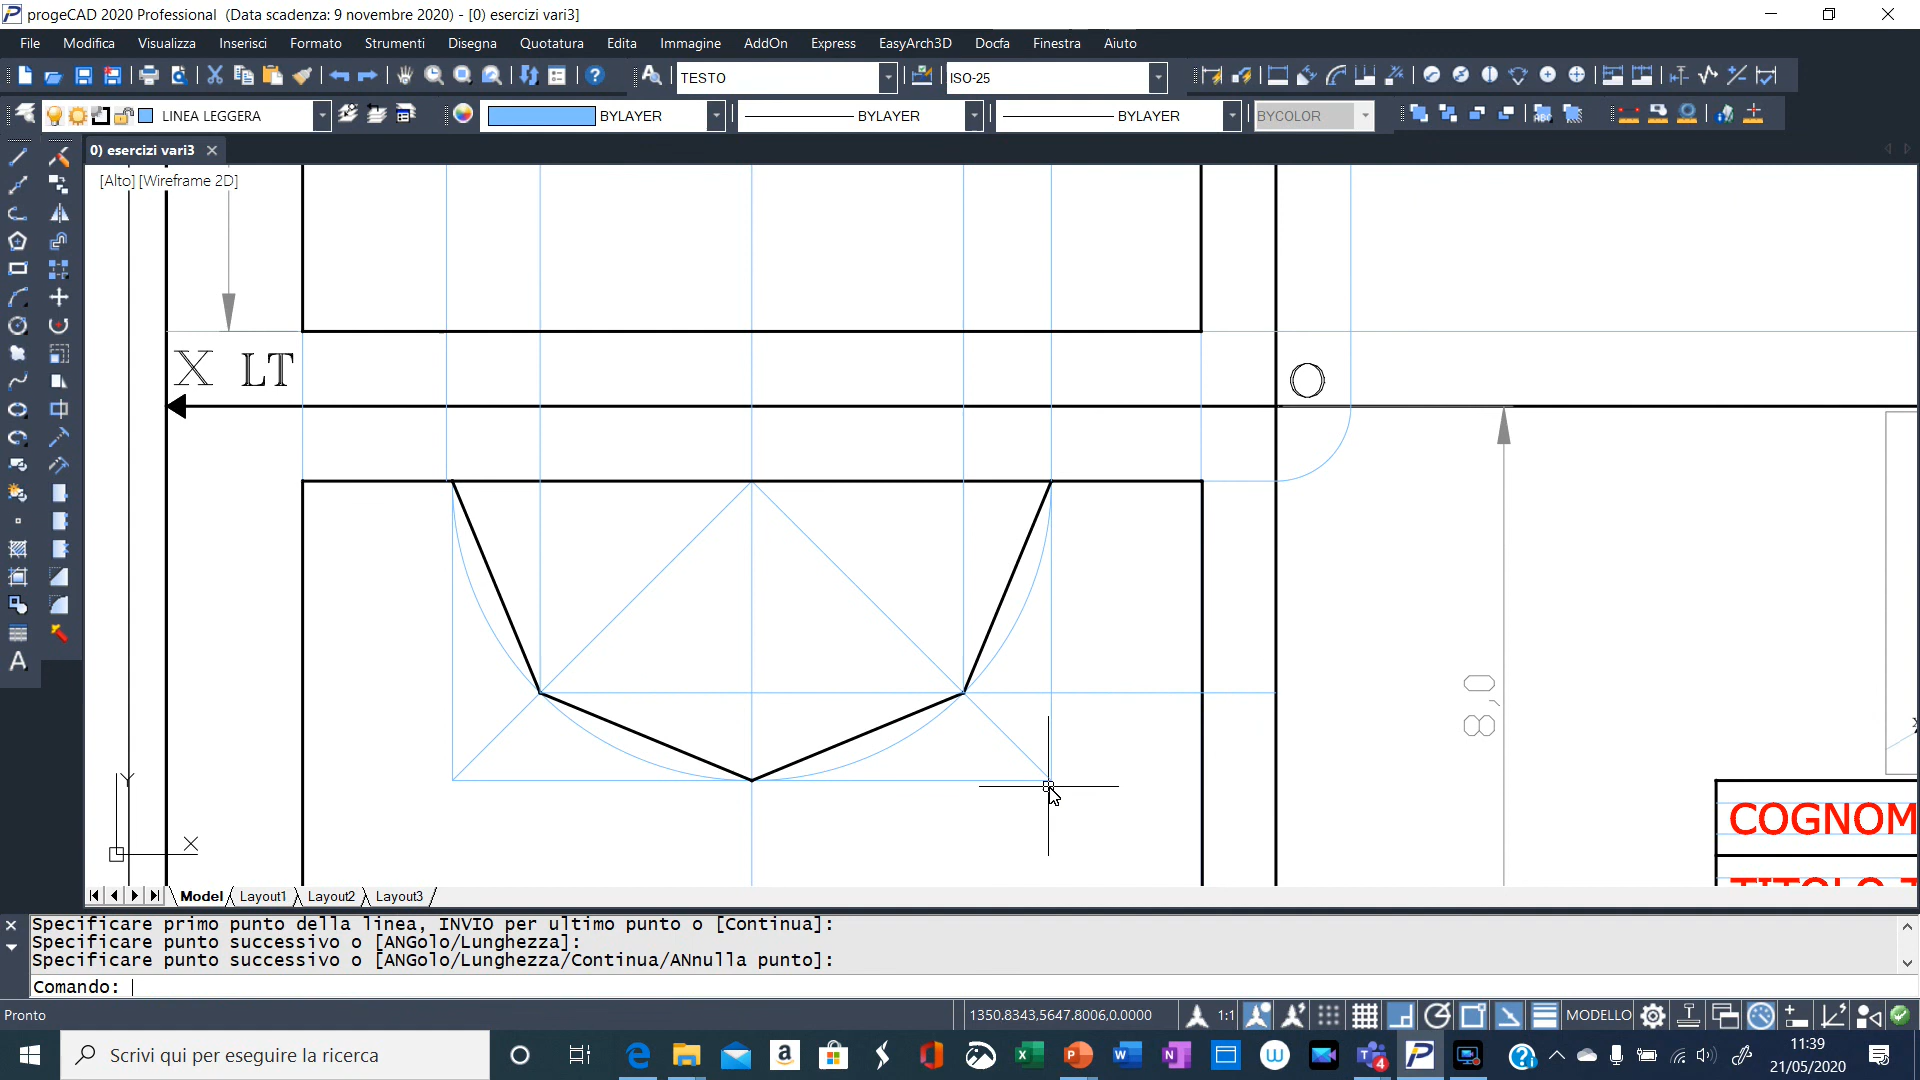 progeCAD 2020 Professional (Data scadenza: 9 novembre 2020) - [0) esercizi vari3]
File Modifica Visualizza Inserisci Formato Strumenti Disegna Quotatura Edita Immagine AddOn Express EasyArch3D Docfa Finestra Aiuto
TESTO ISO-25
LINEA LEGGERA BYLAYER BYLAYER BYLAYER BYCOLOR
0) esercizi vari3
[Alto] [Wireframe 2D]
X LT
O
8,0
Y
X
COGNOM
Model Layout1 Layout2 Layout3
Specificare primo punto della linea, INVIO per ultimo punto o [Continua]:
Specificare punto successivo o [ANGolo/Lunghezza]:
Specificare punto successivo o [ANGolo/Lunghezza/Continua/ANnulla punto]:
Comando:
Pronto 1350.8343,5647.8006,0.0000 1:1 MODELLO
Scrivi qui per eseguire la ricerca
11:39
21/05/2020